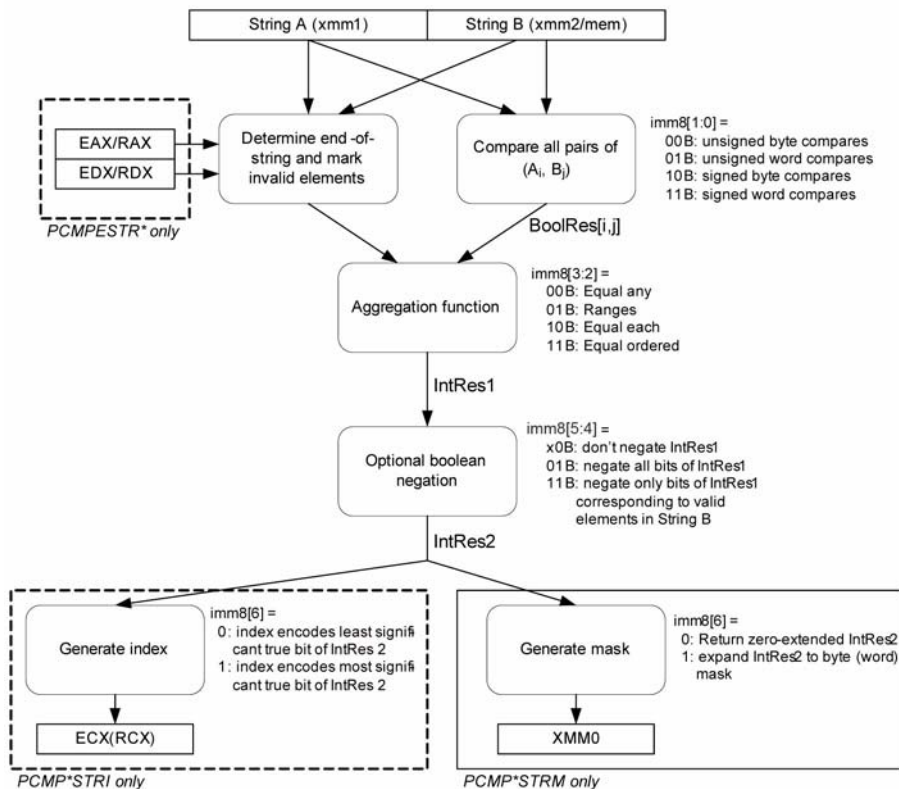 String A (xmm1)
String B (xmm2/mem)
EAX/RAX
EDX/RDX
PCMPESTR* only
Determine end -of-
string and mark
invalid elements
Compare all pairs of
(Ai, Bj)
imm8[1:0] =
00B: unsigned byte compares
01B: unsigned word compares
10B: signed byte compares
11B: signed word compares
BoolRes[i,j]
Aggregation function
imm8[3:2] =
00B: Equal any
01B: Ranges
10B: Equal each
11B: Equal ordered
IntRes1
Optional boolean
negation
imm8[5:4] =
x0B: don't negate IntRes1
01B: negate all bits of IntRes1
11B: negate only bits of IntRes1
corresponding to valid
elements in String B
IntRes2
Generate index
imm8[6] =
0: index encodes least signifi
cant true bit of IntRes 2
1: index encodes most signifi
cant true bit of IntRes 2
ECX(RCX)
PCMP*STRI only
Generate mask
imm8[6] =
0: Return zero-extended IntRes2
1: expand IntRes2 to byte (word)
mask
XMM0
PCMP*STRM only